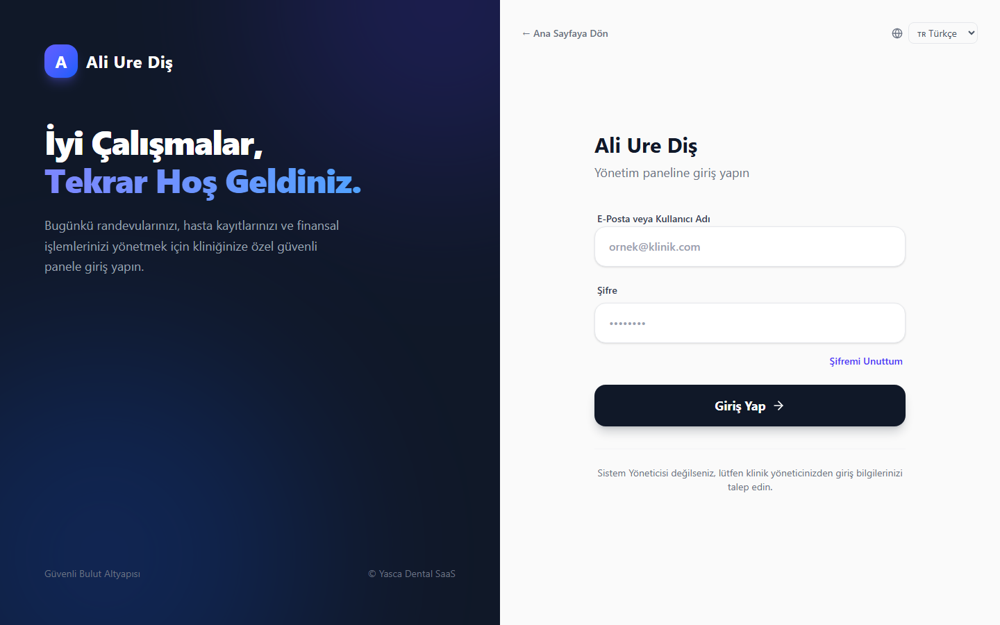 A
Ali Ure Diş
İyi Çalışmalar,
Tekrar Hoş Geldiniz.
Bugünkü randevularınızı, hasta kayıtlarınızı ve finansal
işlemlerinizi yönetmek için kliniğinize özel güvenli
panele giriş yapın.
Güvenli Bulut Altyapısı
© Yasca Dental SaaS
← Ana Sayfaya Dön
TR Türkçe
Ali Ure Diş
Yönetim paneline giriş yapın
E-Posta veya Kullanıcı Adı
ornek@klinik.com
Şifre
••••••••
Şifremi Unuttum
Giriş Yap →
Sistem Yöneticisi değilseniz, lütfen klinik yöneticinizden giriş bilgilerinizi
talep edin.